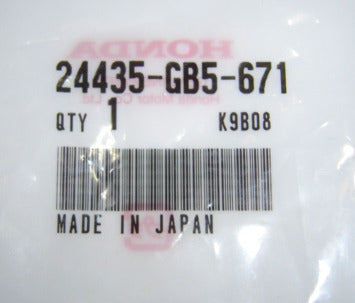 HONDA
24435-GB5-671
Honda Motor Co., Ltd.
QTY 1 K9B08
MADE IN JAPAN